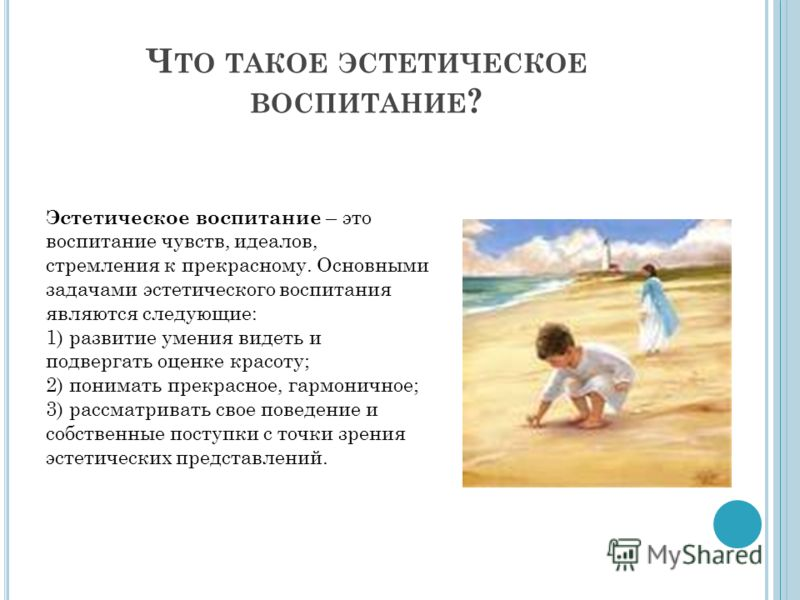 Что такое эстетическое
воспитание?
Эстетическое воспитание – это
воспитание чувств, идеалов,
стремления к прекрасному. Основными
задачами эстетического воспитания
являются следующие:
1) развитие умения видеть и
подвергать оценке красоту;
2) понимать прекрасное, гармоничное;
3) рассматривать свое поведение и
собственные поступки с точки зрения
эстетических представлений.
MyShared